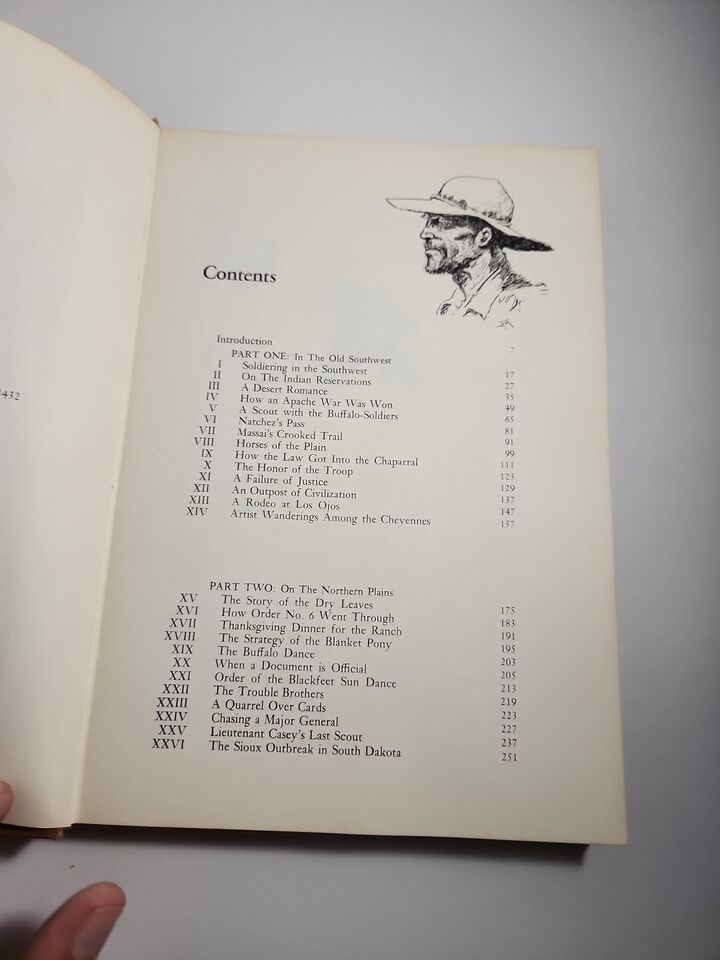 432
Contents
Introduction 7
PART ONE: In The Old Southwest
I Soldiering in the Southwest 17
II On The Indian Reservations 27
III A Desert Romance 35
IV How an Apache War Was Won 49
V A Scout with the Buffalo-Soldiers 65
VI Natchez's Pass 81
VII Massai's Crooked Trail 91
VIII Horses of the Plain 99
IX How the Law Got Into the Chaparral 111
X The Honor of the Troop 123
XI A Failure of Justice 129
XII An Outpost of Civilization 137
XIII A Rodeo at Los Ojos 147
XIV Artist Wanderings Among the Cheyennes 157
PART TWO: On The Northern Plains
XV The Story of the Dry Leaves 175
XVI How Order No. 6 Went Through 183
XVII Thanksgiving Dinner for the Ranch 191
XVIII The Strategy of the Blanket Pony 195
XIX The Buffalo Dance 203
XX When a Document is Official 205
XXI Order of the Blackfeet Sun Dance 213
XXII The Trouble Brothers 219
XXIII A Quarrel Over Cards 223
XXIV Chasing a Major General 227
XXV Lieutenant Casey's Last Scout 237
XXVI The Sioux Outbreak in South Dakota 251